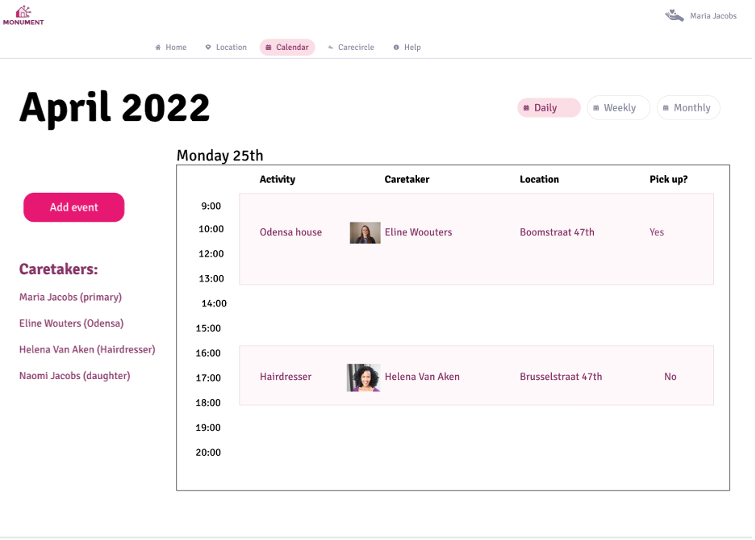 MONUMENT
Maria Jacobs
Home Location Calendar Carecircle Help
April 2022
Daily Weekly Monthly
Monday 25th
Activity Caretaker Location Pick up?
Add event
Caretakers:
Maria Jacobs (primary)
Eline Wouters (Odensa)
Helena Van Aken (Hairdresser)
Naomi Jacobs (daughter)
9:00
10:00 Odensa house Eline Woouters Boomstraat 47th Yes
12:00
13:00
14:00
15:00
16:00
17:00 Hairdresser Helena Van Aken Brusselstraat 47th No
18:00
19:00
20:00